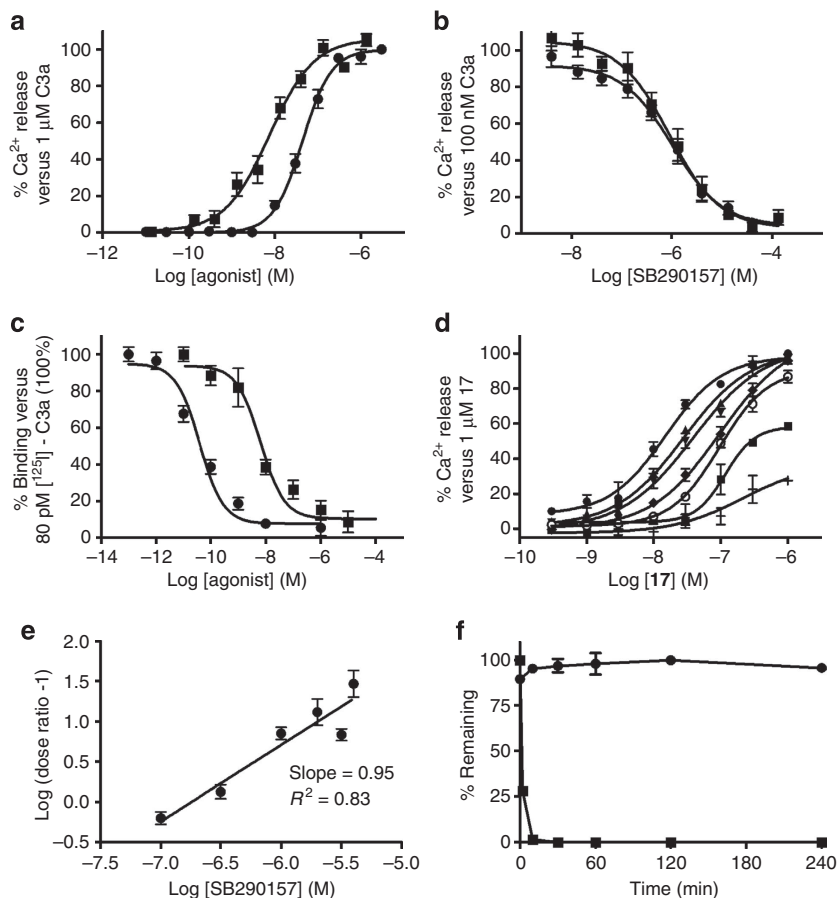 a
% Ca2+ release
versus 1 μM C3a
100
80
60
40
20
0
−12 −10 −8 −6
Log [agonist] (M)
b
% Ca2+ release
versus 100 nM C3a
100
80
60
40
20
0
−8 −6 −4
Log [SB290157] (M)
c
% Binding versus
80 pM [125I] - C3a (100%)
100
80
60
40
20
0
−14 −12 −10 −8 −6 −4
Log [agonist] (M)
d
% Ca2+ release
versus 1 μM 17
100
80
60
40
20
0
−10 −9 −8 −7 −6
Log [17] (M)
e
Log (dose ratio -1)
2.0
1.5
1.0
0.5
0.0
−0.5
Slope = 0.95
R2 = 0.83
−7.5 −7.0 −6.5 −6.0 −5.5 −5.0
Log [SB290157] (M)
f
% Remaining
100
75
50
25
0
0 60 120 180 240
Time (min)